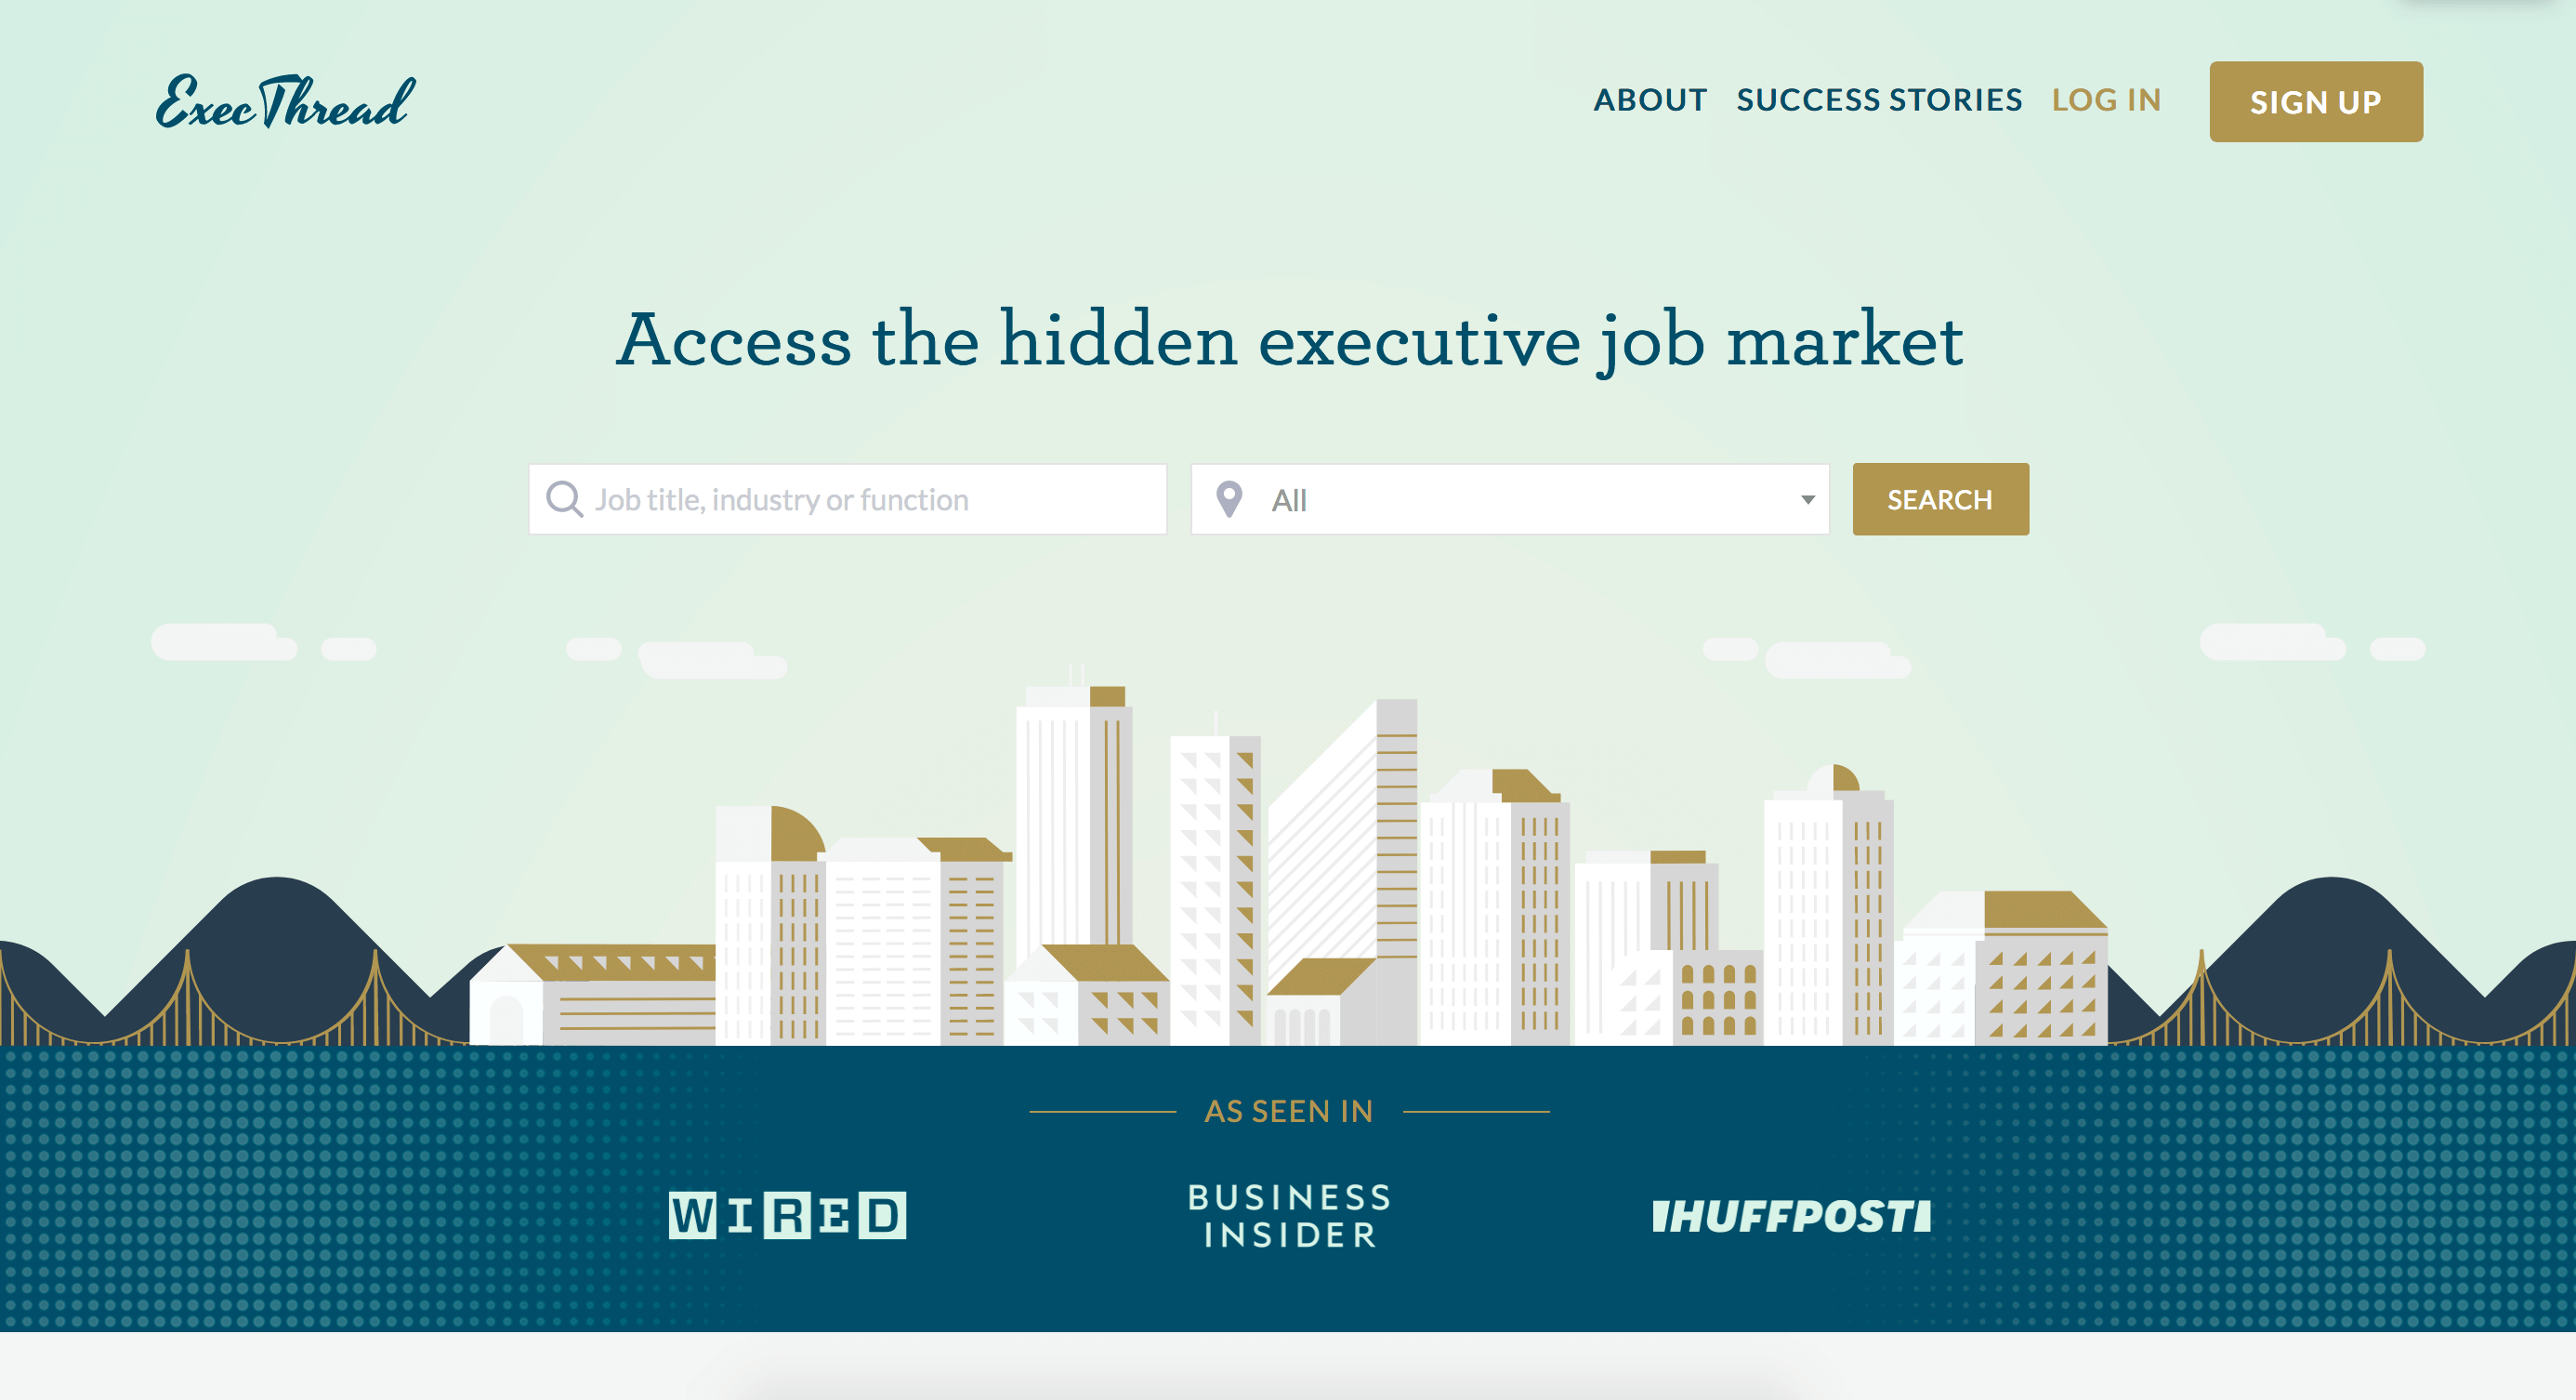 ExecThread
ABOUT SUCCESS STORIES LOG IN SIGN UP
Access the hidden executive job market
Job title, industry or function All SEARCH
AS SEEN IN
WIRED
BUSINESS
INSIDER
HUFFPOST